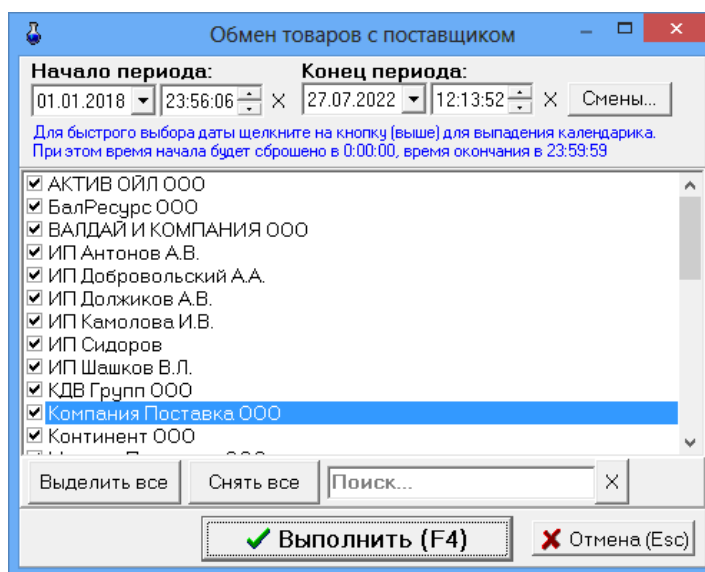 Обмен товаров с поставщиком
Начало периода: Конец периода:
01.01.2018 23:56:06 X 27.07.2022 12:13:52 X Смены...
Для быстрого выбора даты щелкните на кнопку (выше) для выпадения календарика.
При этом время начала будет сброшено в 0:00:00, время окончания в 23:59:59
АКТИВ ОЙЛ ООО
БалРесурс ООО
ВАЛДАЙ И КОМПАНИЯ ООО
ИП Антонов А.В.
ИП Добровольский А.А.
ИП Должиков А.В.
ИП Камолова И.В.
ИП Сидоров
ИП Шашков В.Л.
КДВ Групп ООО
Компания Поставка ООО
Континент ООО
Выделить все Снять все Поиск... X
Выполнить (F4) Отмена (Esc)